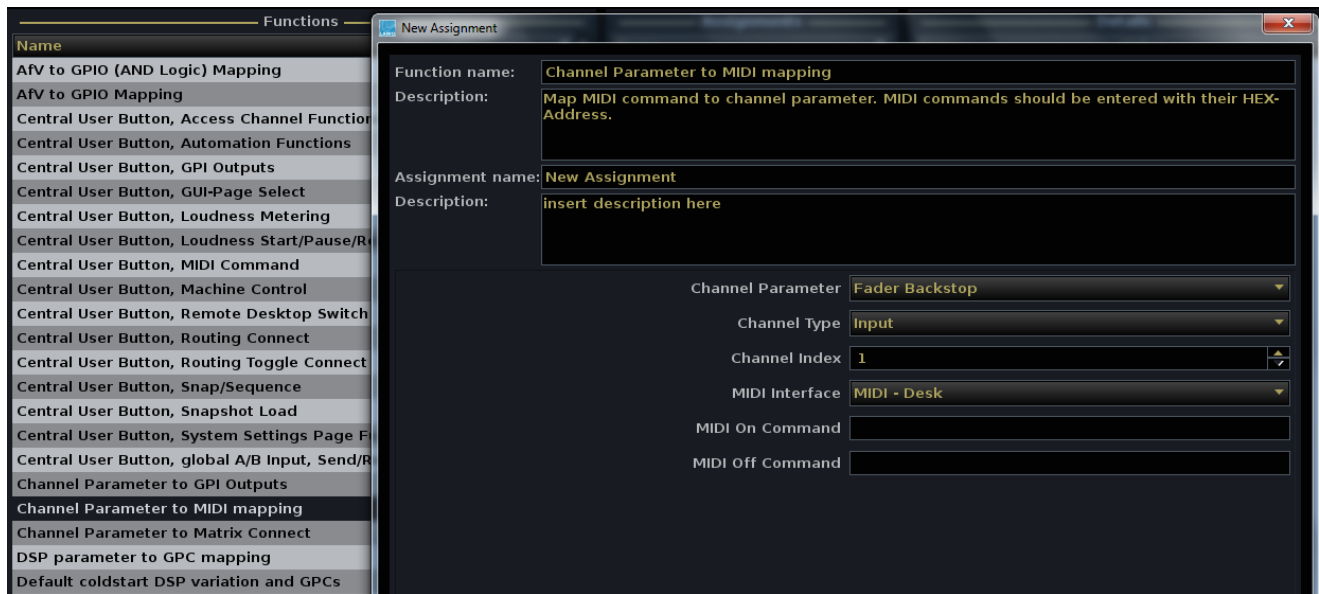 Functions
Name
AfV to GPIO (AND Logic) Mapping
AfV to GPIO Mapping
Central User Button, Access Channel Function
Central User Button, Automation Functions
Central User Button, GPI Outputs
Central User Button, GUI-Page Select
Central User Button, Loudness Metering
Central User Button, Loudness Start/Pause/Re
Central User Button, MIDI Command
Central User Button, Machine Control
Central User Button, Remote Desktop Switch
Central User Button, Routing Connect
Central User Button, Routing Toggle Connect
Central User Button, Snap/Sequence
Central User Button, Snapshot Load
Central User Button, System Settings Page F
Central User Button, global A/B Input, Send/R
Channel Parameter to GPI Outputs
Channel Parameter to MIDI mapping
Channel Parameter to Matrix Connect
DSP parameter to GPC mapping
Default coldstart DSP variation and GPCs
New Assignment
Function name: Channel Parameter to MIDI mapping
Description: Map MIDI command to channel parameter. MIDI commands should be entered with their HEX-
Address.
Assignment name: New Assignment
Description: insert description here
Channel Parameter Fader Backstop
Channel Type Input
Channel Index 1
MIDI Interface MIDI - Desk
MIDI On Command
MIDI Off Command